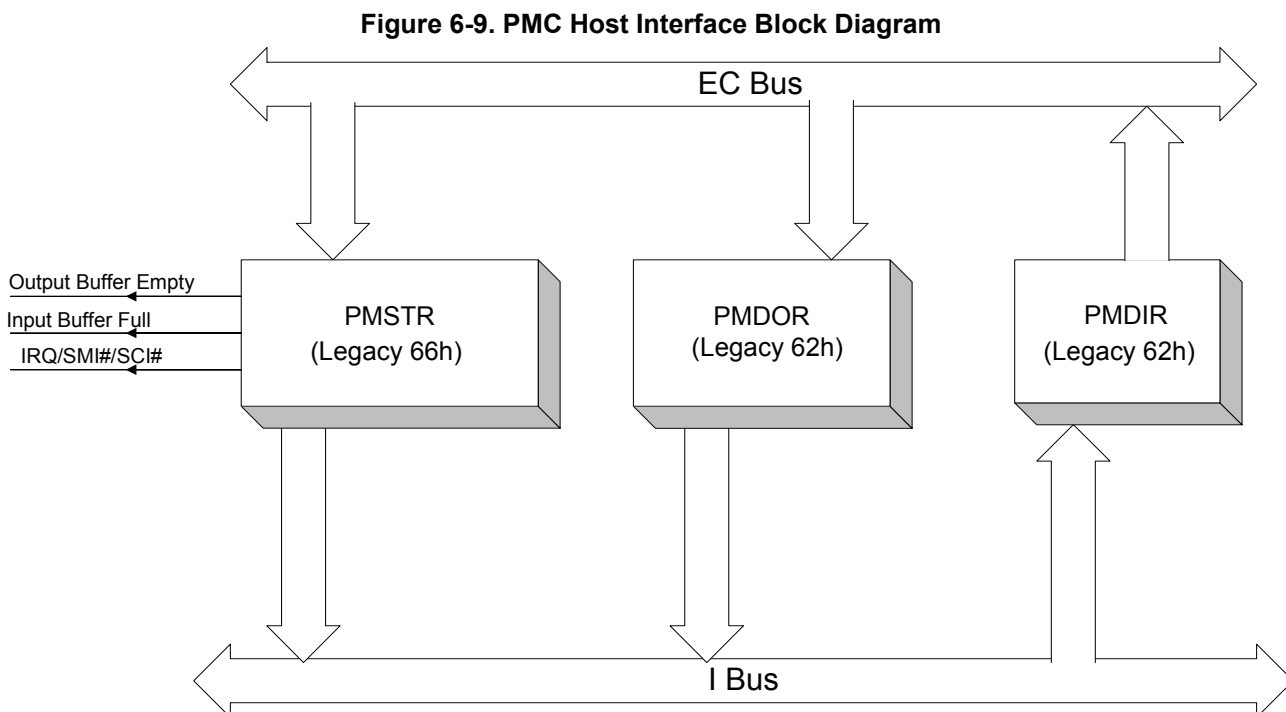 Figure 6-9. PMC Host Interface Block Diagram
EC Bus
Output Buffer Empty
Input Buffer Full
IRQ/SMI#/SCI#
PMSTR
(Legacy 66h)
PMDOR
(Legacy 62h)
PMDIR
(Legacy 62h)
I Bus